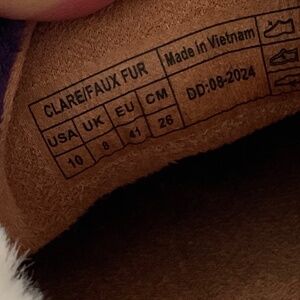 CLARE/FAUX FUR
Made in Vietnam
USA UK EU CM
DD:08-2024
10 8 41 26